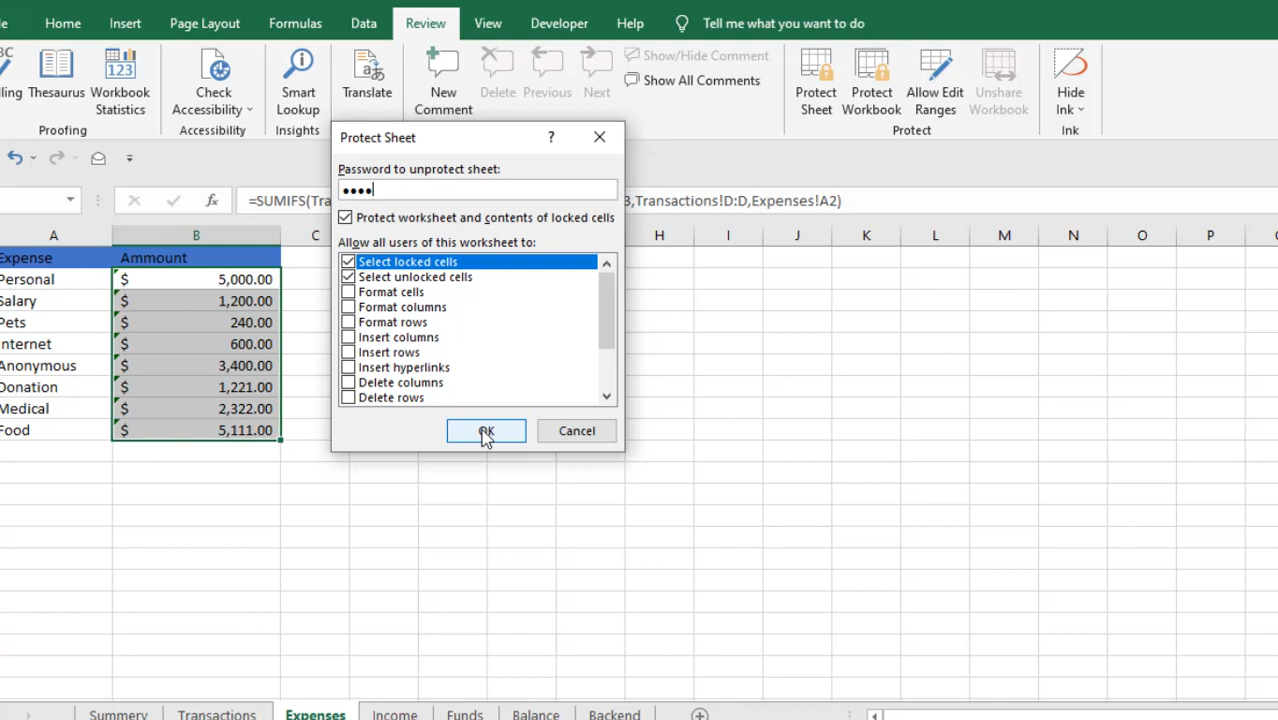 Home Insert Page Layout Formulas Data Review View Developer Help Tell me what you want to do
Thesaurus
Workbook Statistics
Proofing
Check Accessibility
Accessibility
Smart Lookup
Insights
Translate
New Comment
Delete
Previous
Next
Show/Hide Comment
Show All Comments
Protect Sheet
Protect Workbook
Allow Edit Ranges
Unshare Workbook
Protect
Hide Ink
Ink
fx
3,Transactions!D:D,Expenses!A2)
A B C H I J K L M N O P
Expense Ammount
Personal $ 5,000.00
Salary $ 1,200.00
Pets $ 240.00
Internet $ 600.00
Anonymous $ 3,400.00
Donation $ 1,221.00
Medical $ 2,322.00
Food $ 5,111.00
Protect Sheet ?
Password to unprotect sheet:
••••
Protect worksheet and contents of locked cells
Allow all users of this worksheet to:
Select locked cells
Select unlocked cells
Format cells
Format columns
Format rows
Insert columns
Insert rows
Insert hyperlinks
Delete columns
Delete rows
OK Cancel
Summery Transactions Expenses Income Funds Balance Backend